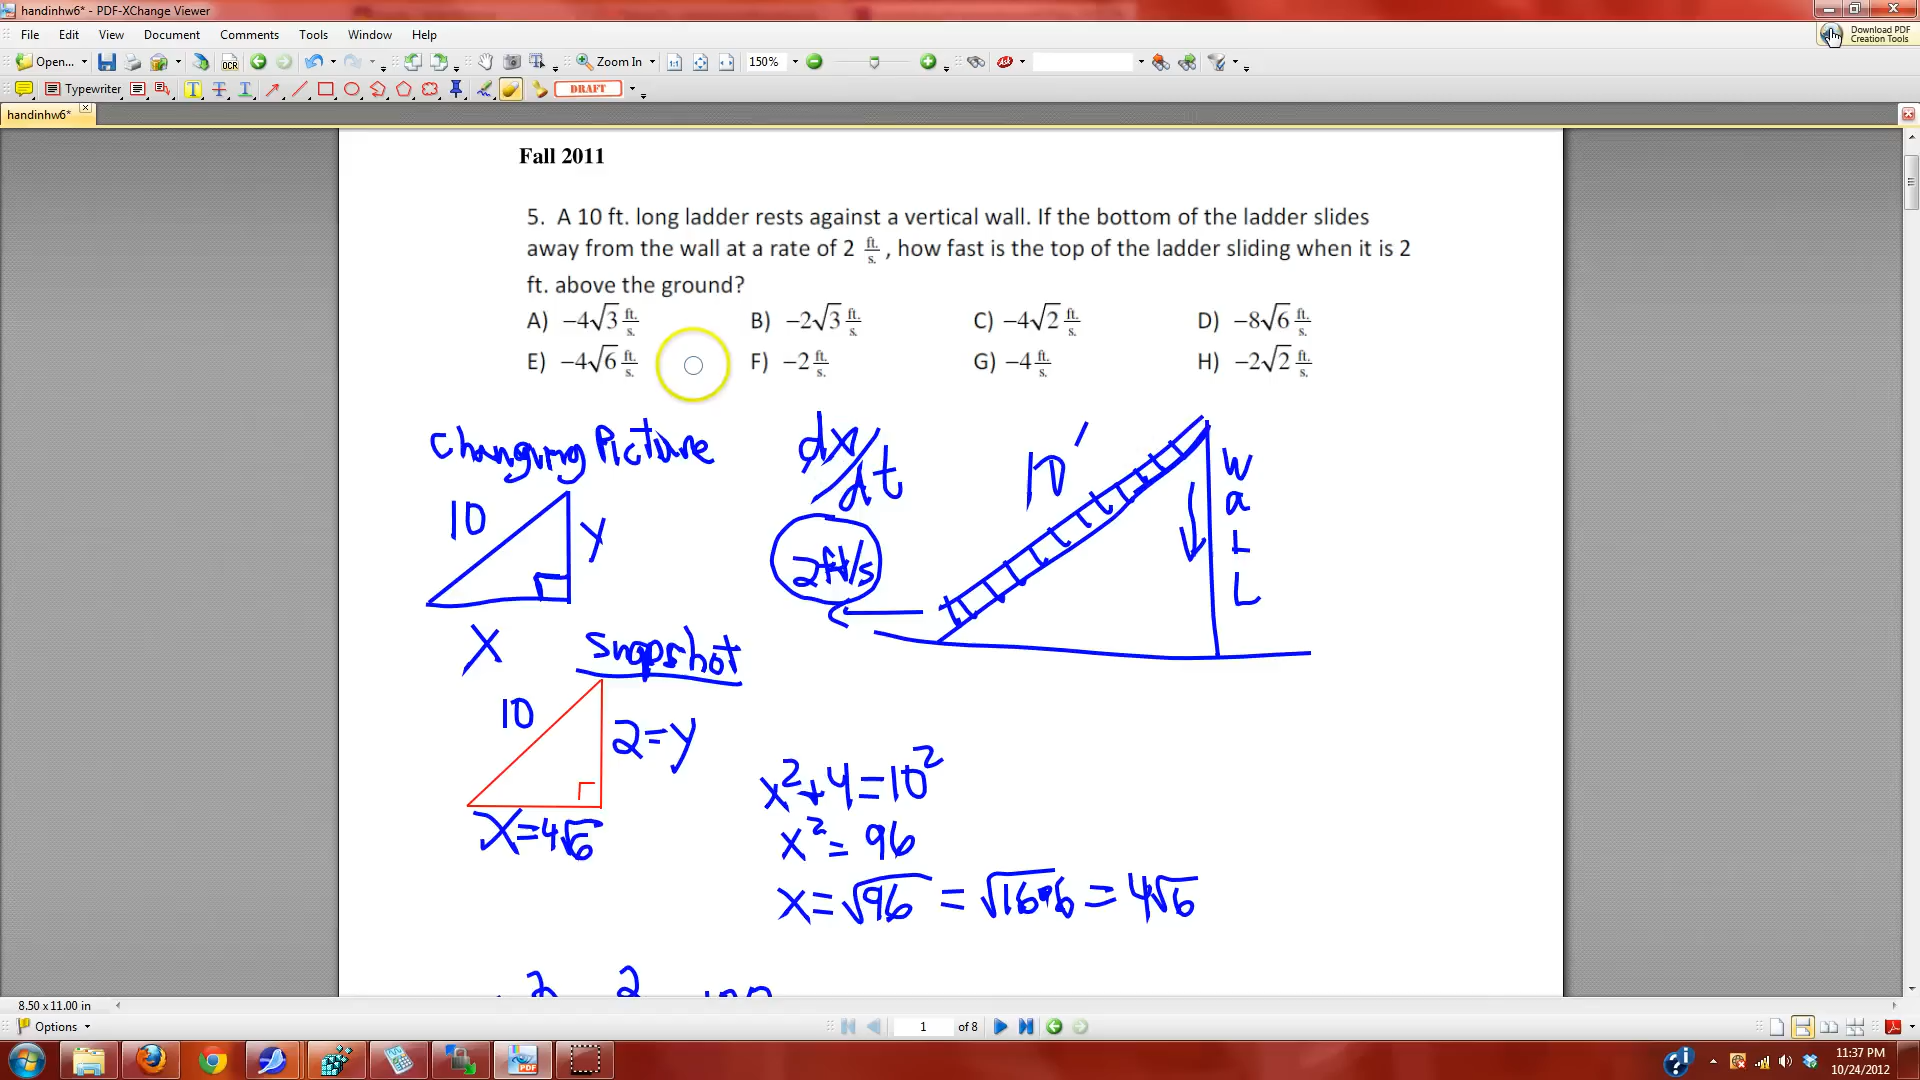 handinhw6* - PDF-XChange Viewer
File Edit View Document Comments Tools Window Help
Download PDF
Creation Tools
Open... OCR Zoom In 150%
Typewriter DRAFT
handinhw6*
Fall 2011
5. A 10 ft. long ladder rests against a vertical wall. If the bottom of the ladder slides
away from the wall at a rate of 2 ft./s. , how fast is the top of the ladder sliding when it is 2
ft. above the ground?
A) −4√3 ft./s. B) −2√3 ft./s. C) −4√2 ft./s. D) −8√6 ft./s.
E) −4√6 ft./s. F) −2 ft./s. G) −4 ft./s. H) −2√2 ft./s.
Changing Picture
10
y
x
dx/dt
2ft/s
10'
WALL
Snapshot
10
2=y
x=4√6
x²+4=10²
x²=96
x=√96 = √16•6 = 4√6
8.50 x 11.00 in
Options
1 of 8
PDF
11:37 PM
10/24/2012